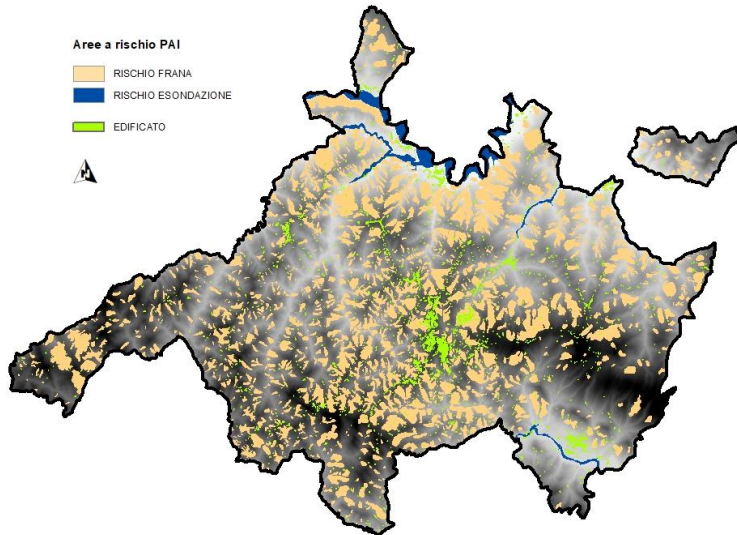 Aree a rischio PAI
RISCHIO FRANA
RISCHIO ESONDAZIONE
EDIFICATO